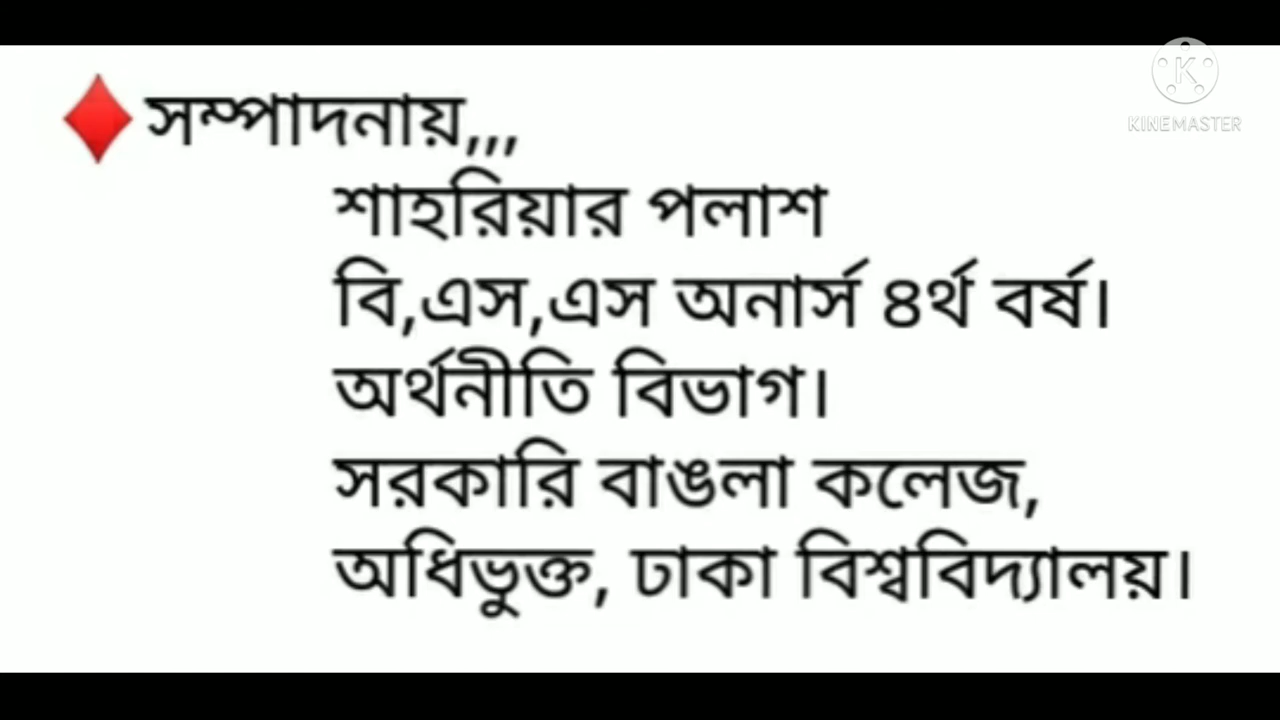 ♦সম্পাদনায়,,,
KINEMASTER
শাহরিয়ার পলাশ
বি,এস,এস অনার্স ৪র্থ বর্ষ।
অর্থনীতি বিভাগ।
সরকারি বাঙলা কলেজ,
অধিভুক্ত, ঢাকা বিশ্ববিদ্যালয়।